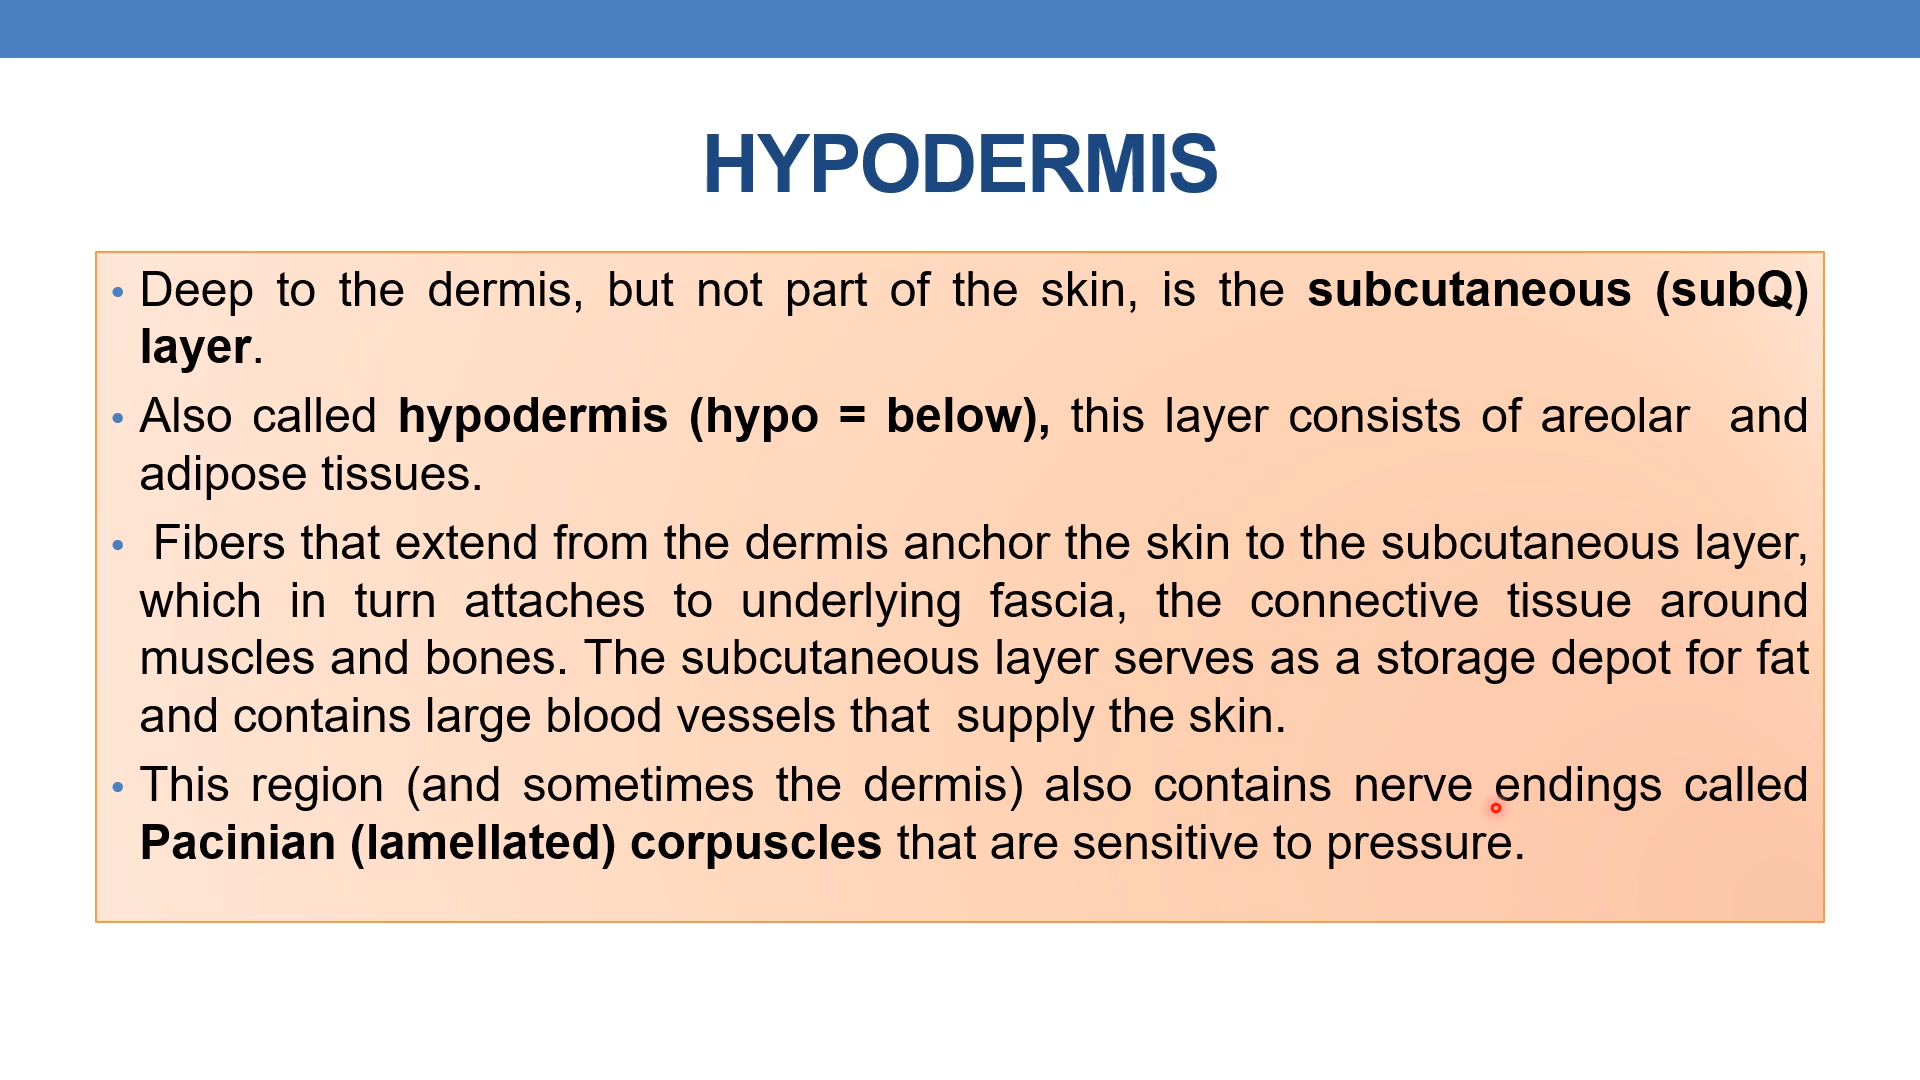 HYPODERMIS
• Deep to the dermis, but not part of the skin, is the subcutaneous (subQ)
layer.
• Also called hypodermis (hypo = below), this layer consists of areolar  and
adipose tissues.
•  Fibers that extend from the dermis anchor the skin to the subcutaneous layer,
which in turn attaches to underlying fascia, the connective tissue around
muscles and bones. The subcutaneous layer serves as a storage depot for fat
and contains large blood vessels that  supply the skin.
• This region (and sometimes the dermis) also contains nerve endings called
Pacinian (lamellated) corpuscles that are sensitive to pressure.